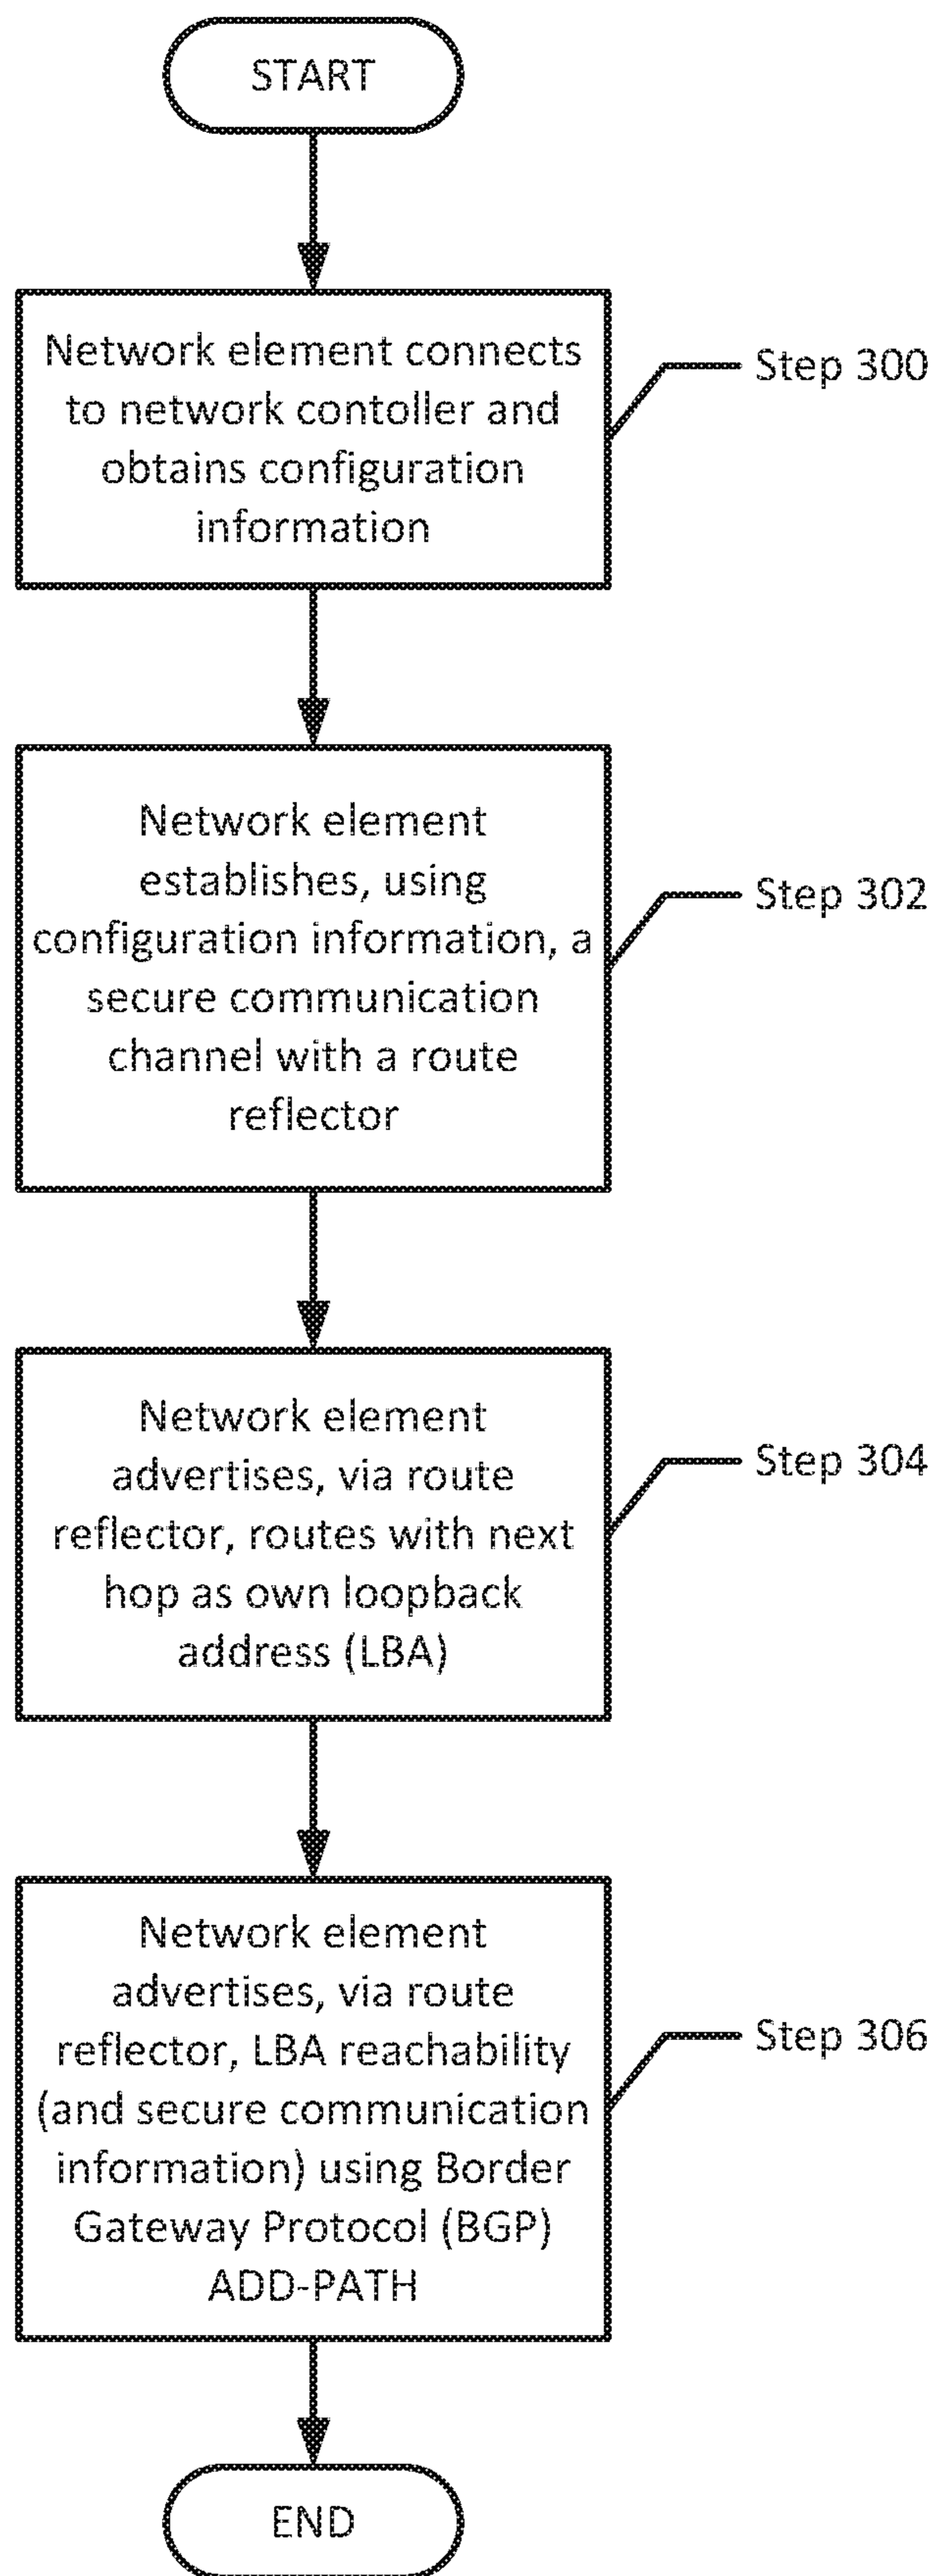 START
Network element connects
to network contoller and
obtains configuration
information
Step 300
Network element
establishes, using
configuration information, a
secure communication
channel with a route
reflector
Step 302
Network element
advertises, via route
reflector, routes with next
hop as own loopback
address (LBA)
Step 304
Network element
advertises, via route
reflector, LBA reachability
(and secure communication
information) using Border
Gateway Protocol (BGP)
ADD-PATH
Step 306
END